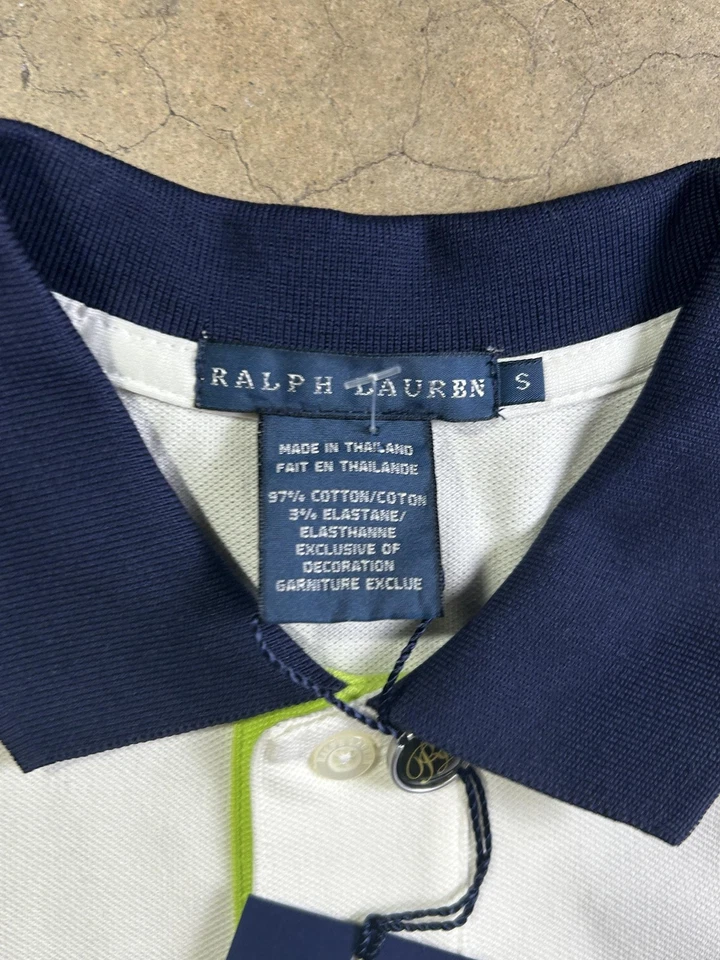 RALPH LAUREN
S
MADE IN THAILAND
FAIT EN THAILANDE
97% COTTON/COTON
3% ELASTANE/
ELASTHANNE
EXCLUSIVE OF
DECORATION
GARNITURE EXCLUE